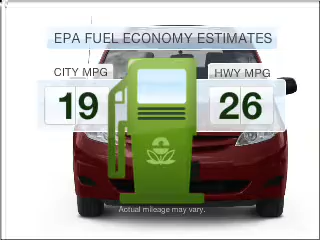 EPA FUEL ECONOMY ESTIMATES
CITY MPG
HWY MPG
19
26
Actual mileage may vary.